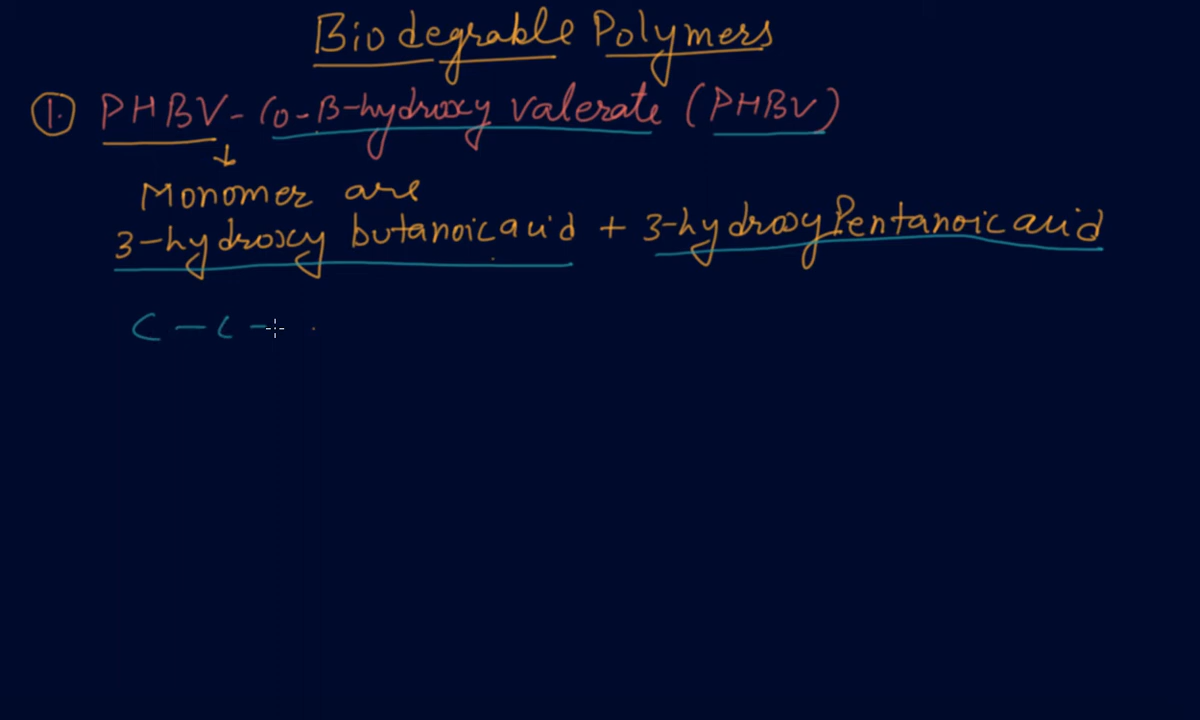 Biodegrable Polymers
1. PHBV-Co-B-hydroxy valerate (PHBV)
↓
Monomer are
3-hydroxy butanoic acid + 3-hydroxy Pentanoic acid
C - C -